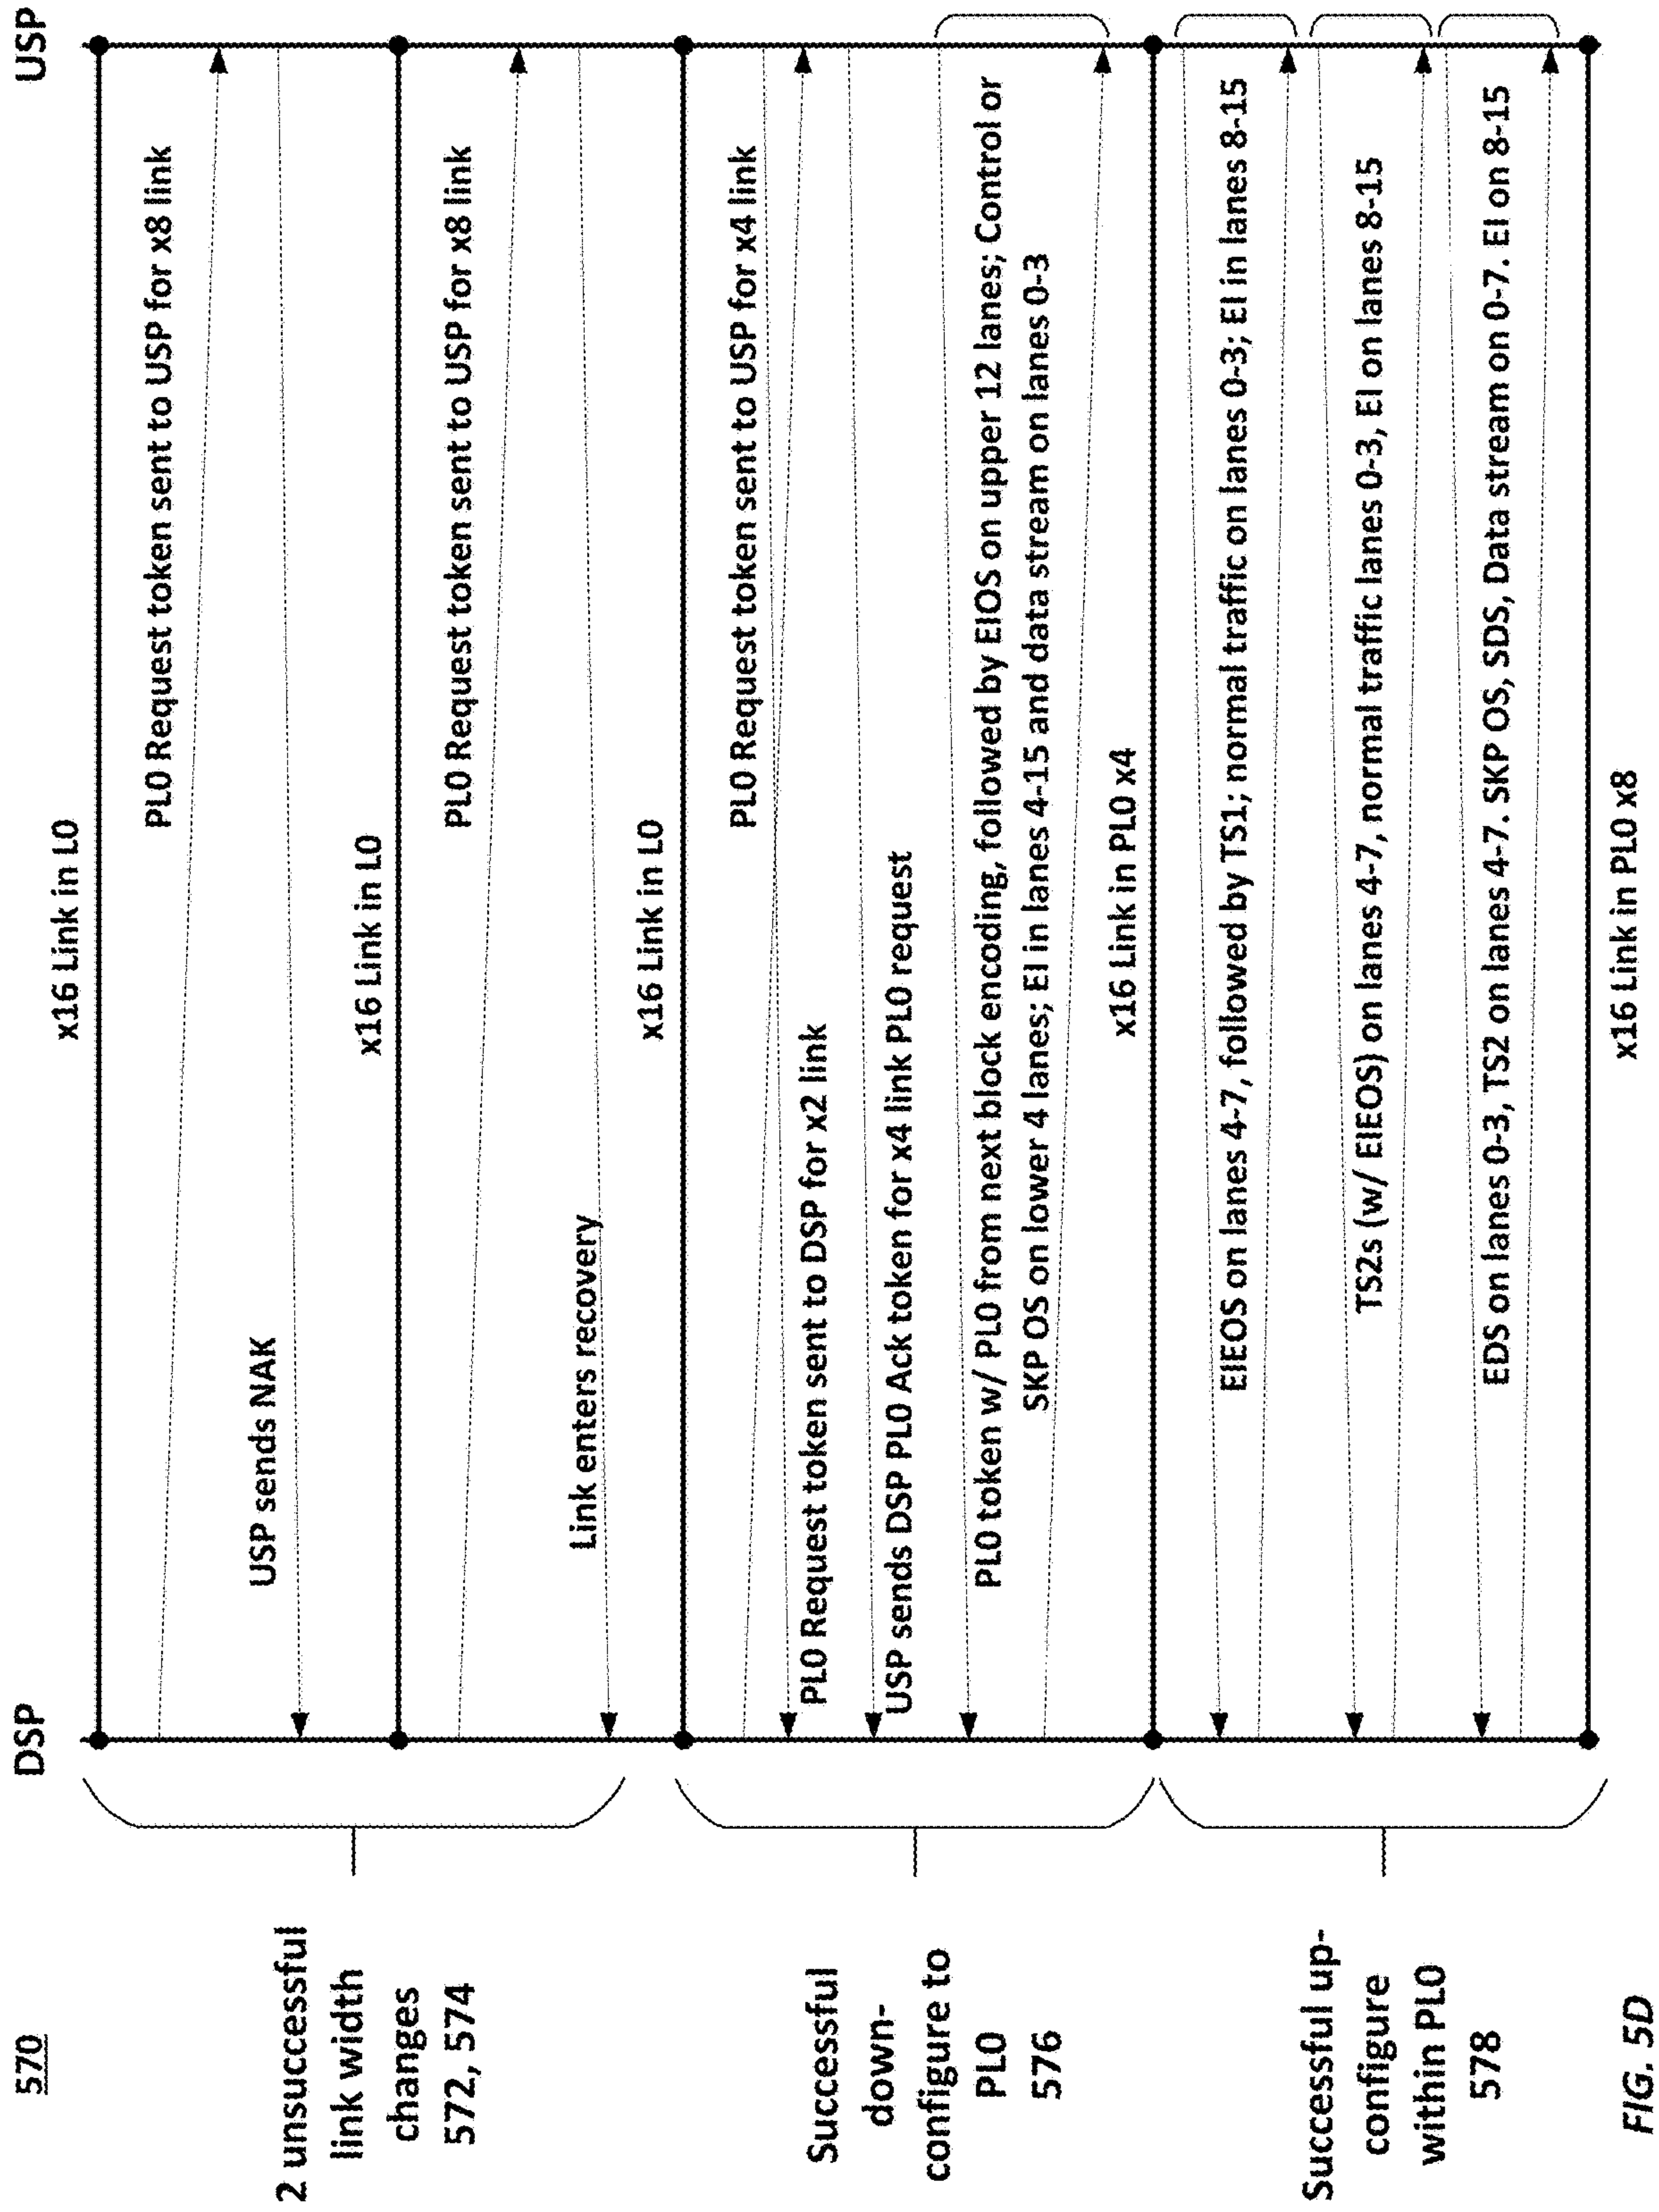 570
DSP
USP
x16 Link in L0
2 unsuccessful
link width
changes
572, 574
PL0 Request token sent to USP for x8 link
USP sends NAK
x16 Link in L0
PL0 Request token sent to USP for x8 link
Link enters recovery
x16 Link in L0
Successful
down-
configure to
PL0
576
PL0 Request token sent to USP for x4 link
PL0 Request token sent to DSP for x2 link
USP sends DSP PL0 Ack token for x4 link PL0 request
PL0 token w/ PL0 from next block encoding, followed by EIOS on upper 12 lanes; Control or
SKP OS on lower 4 lanes; EI in lanes 4-15 and data stream on lanes 0-3
x16 Link in PL0 x4
Successful up-
configure
within PL0
578
EIEOS on lanes 4-7, followed by TS1; normal traffic on lanes 0-3; EI in lanes 8-15
TS2s (w/ EIEOS) on lanes 4-7, normal traffic lanes 0-3, EI on lanes 8-15
EDS on lanes 0-3, TS2 on lanes 4-7. SKP OS, SDS, Data stream on 0-7. EI on 8-15
x16 Link in PL0 x8
FIG. 5D